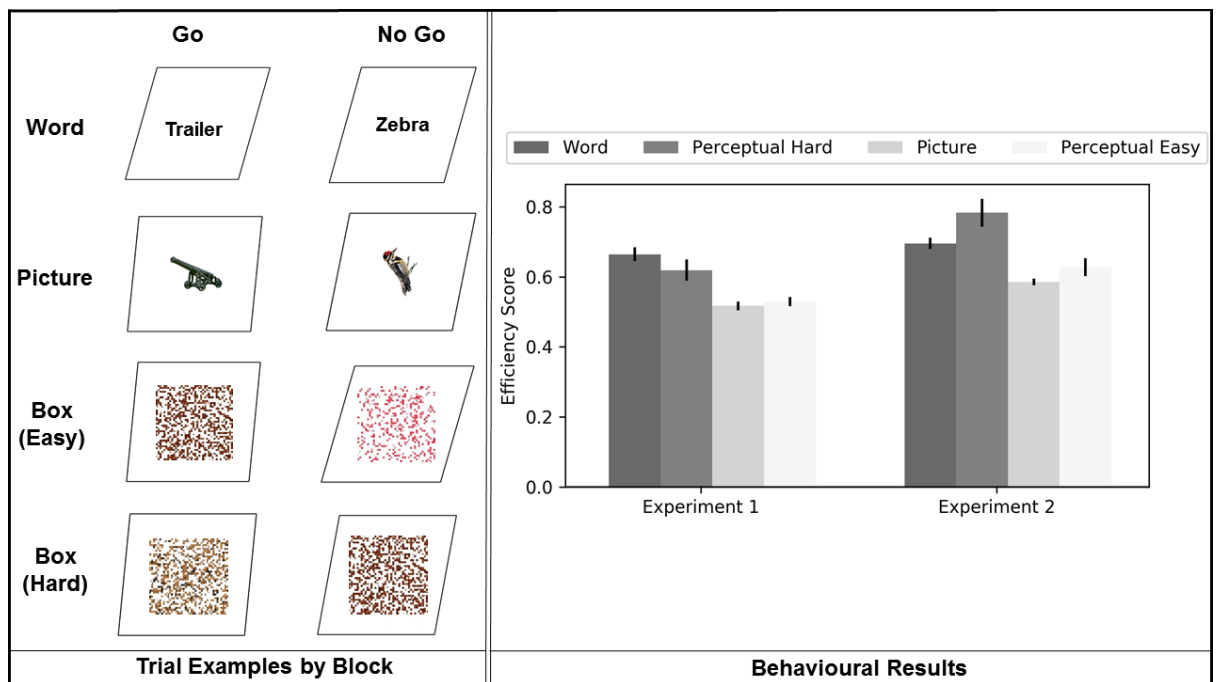 Go
No Go
Word
Trailer
Zebra
Picture
Box
(Easy)
Box
(Hard)
Trial Examples by Block
Word
Perceptual Hard
Picture
Perceptual Easy
Efficiency Score
0.8
0.6
0.4
0.2
0.0
Experiment 1
Experiment 2
Behavioural Results